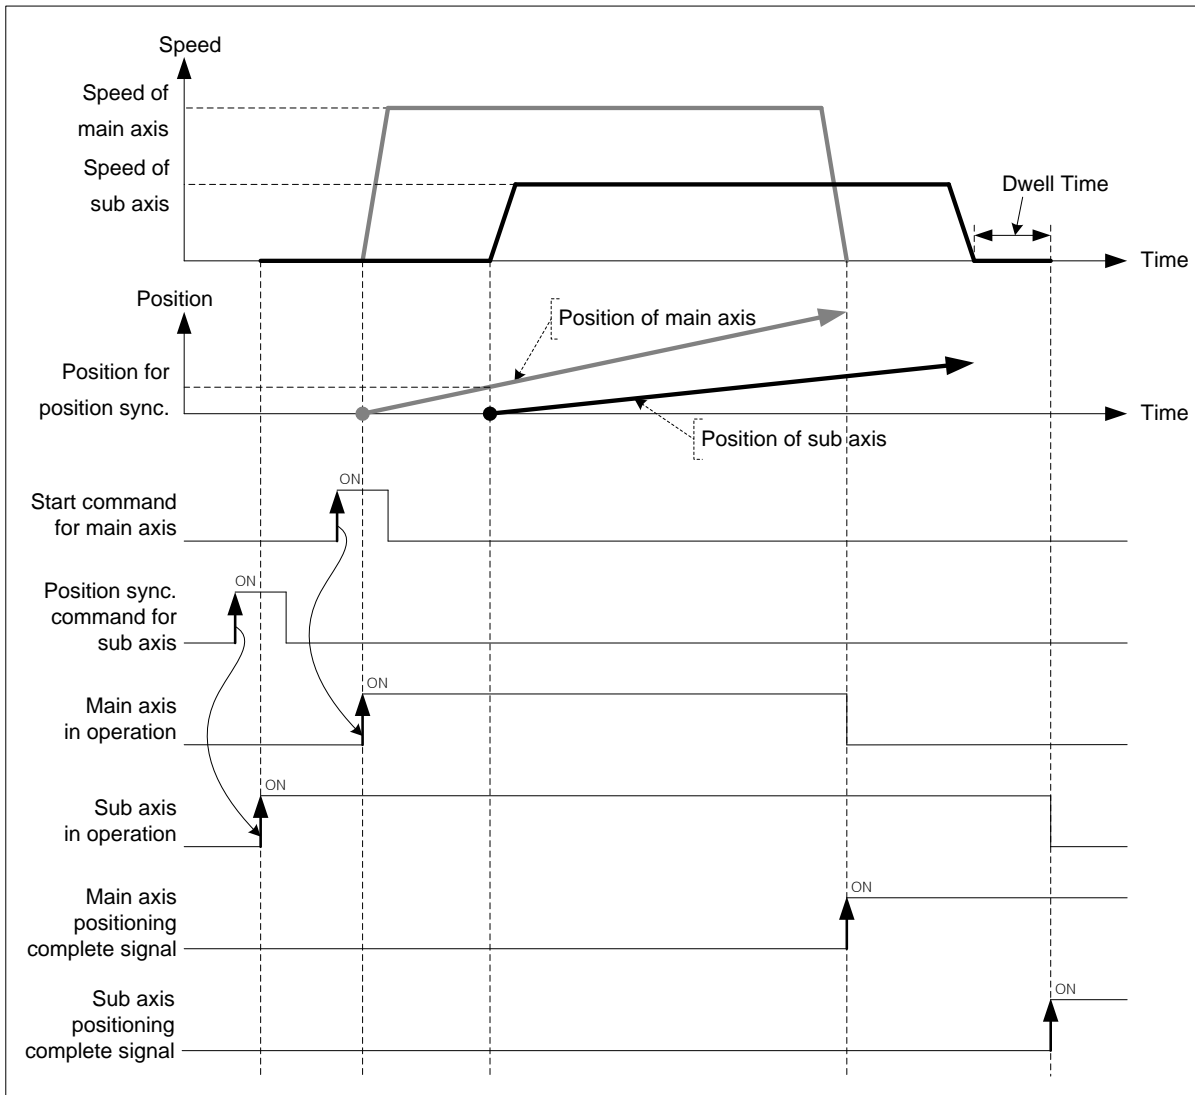 Speed
Speed of
main axis
Speed of
sub axis
Dwell Time
Time
Position
Position of main axis
Position for
position sync.
Time
Position of sub axis
ON
Start command
for main axis
ON
Position sync.
command for
sub axis
ON
Main axis
in operation
ON
Sub axis
in operation
ON
Main axis
positioning
complete signal
ON
Sub axis
positioning
complete signal